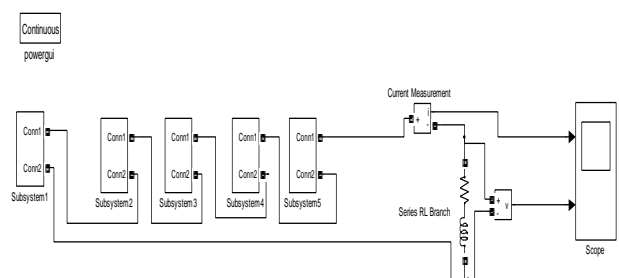 Continuous
powergui
Current Measurement
i
+
-
Conn1
Conn2
Subsystem1
Conn1
Conn2
Subsystem2
Conn1
Conn2
Subsystem3
Conn1
Conn2
Subsystem4
Conn1
Conn2
Subsystem5
Series RL Branch
+
-
v
Scope